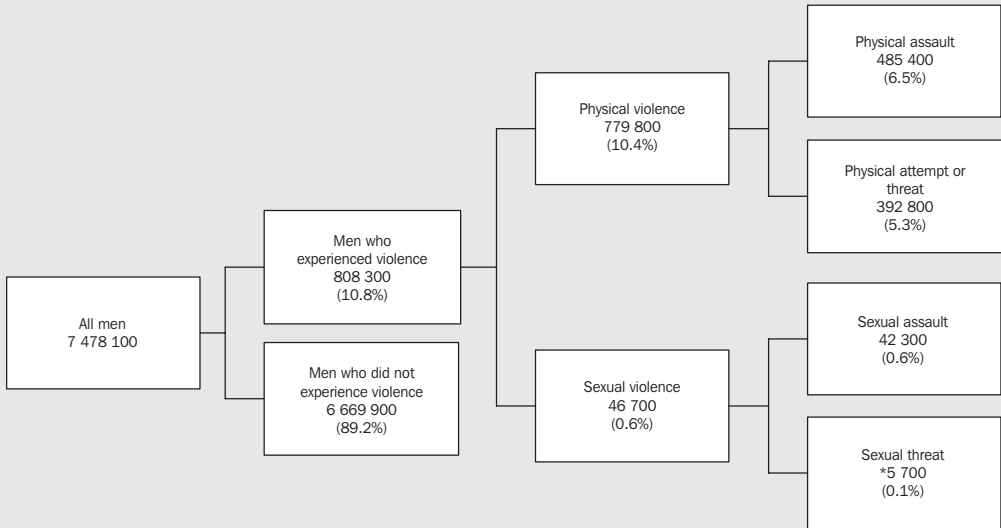 All men
7 478 100
Men who
experienced violence
808 300
(10.8%)
Men who did not
experience violence
6 669 900
(89.2%)
Physical violence
779 800
(10.4%)
Sexual violence
46 700
(0.6%)
Physical assault
485 400
(6.5%)
Physical attempt or
threat
392 800
(5.3%)
Sexual assault
42 300
(0.6%)
Sexual threat
*5 700
(0.1%)